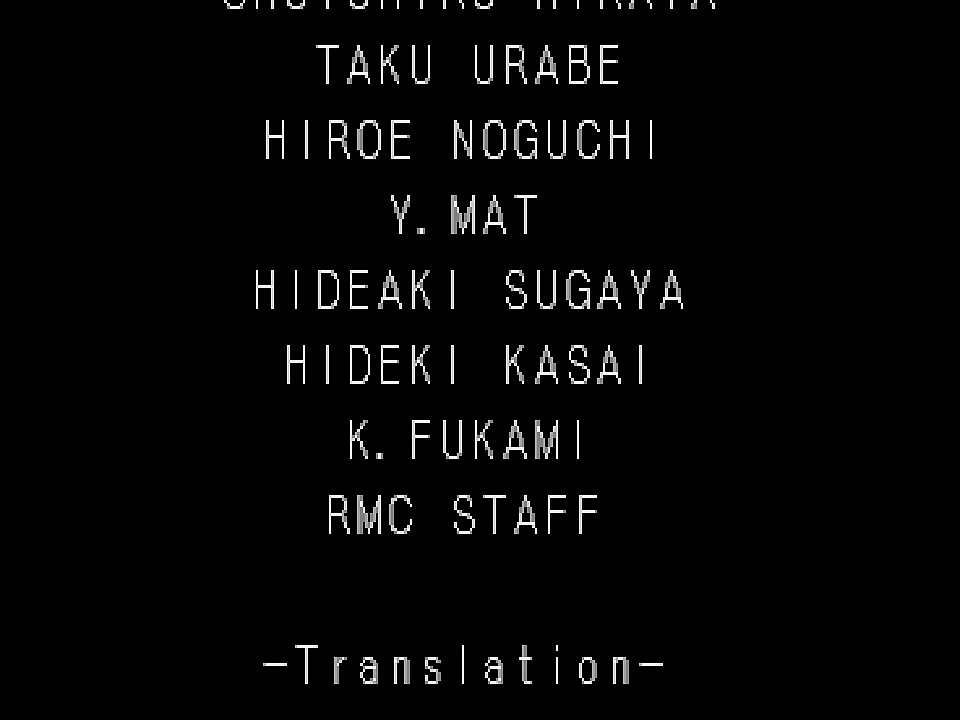 TAKU URABE
HIROE NOGUCHI
Y. MAT
HIDEAKI SUGAYA
HIDEKI KASAI
K. FUKAMI
RMC STAFF
-Translation-